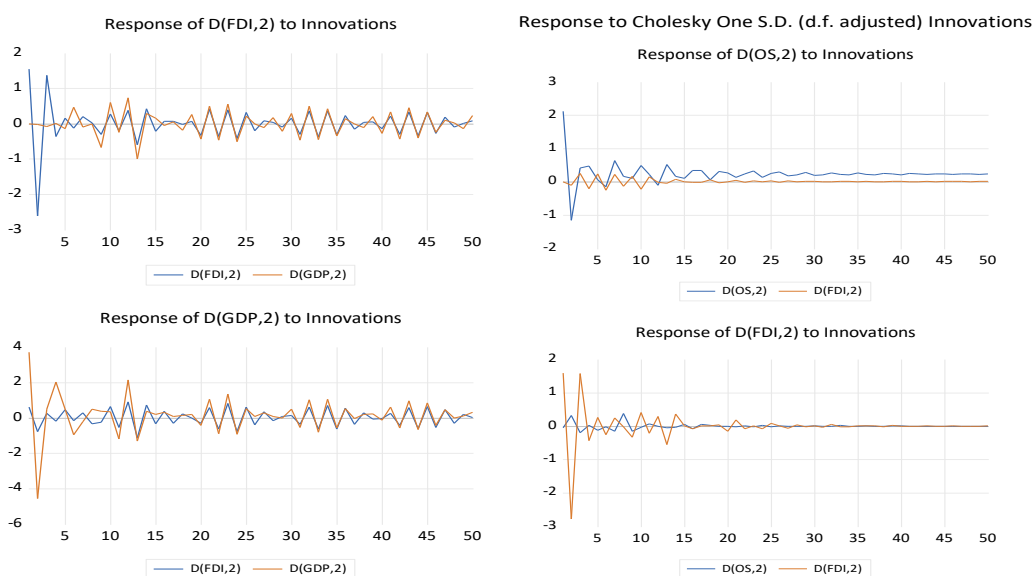 Response of D(FDI,2) to Innovations
2
1
0
-1
-2
-3
5 10 15 20 25 30 35 40 45 50
D(FDI,2) D(GDP,2)
Response of D(GDP,2) to Innovations
4
2
0
-2
-4
-6
5 10 15 20 25 30 35 40 45 50
D(FDI,2) D(GDP,2)
Response to Cholesky One S.D. (d.f. adjusted) Innovations
Response of D(OS,2) to Innovations
3
2
1
0
-1
-2
5 10 15 20 25 30 35 40 45 50
D(OS,2) D(FDI,2)
Response of D(FDI,2) to Innovations
2
1
0
-1
-2
-3
5 10 15 20 25 30 35 40 45 50
D(OS,2) D(FDI,2)